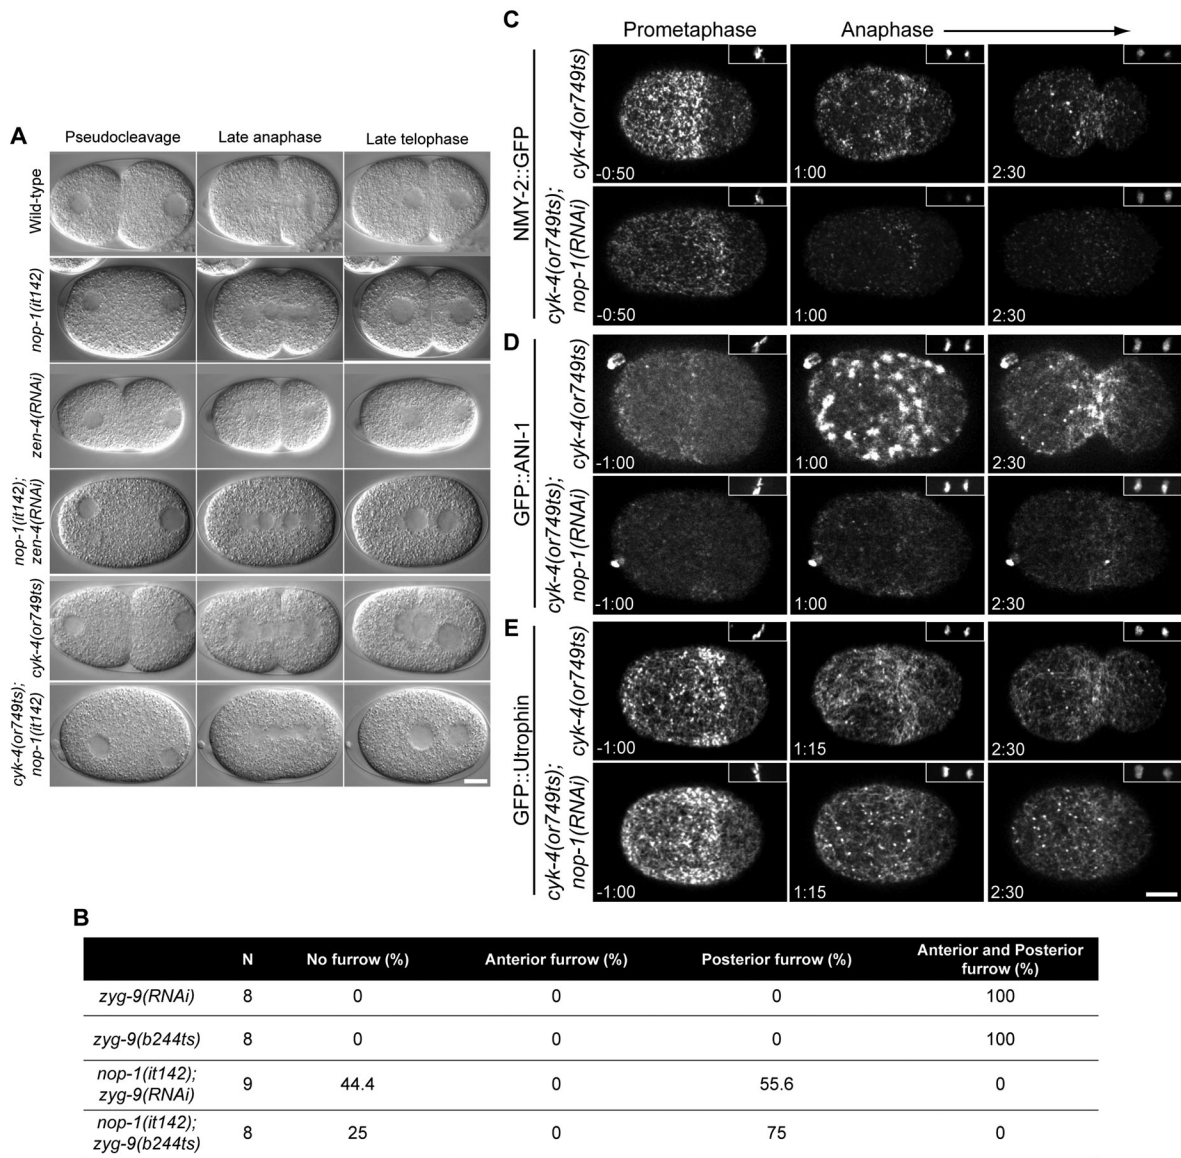 A
Pseudocleavage
Late anaphase
Late telophase
Wild-type
nop-1(it142)
zen-4(RNAi)
nop-1(it142);
zen-4(RNAi)
cyk-4(or749ts)
cyk-4(or749ts);
nop-1(it142)
C
Prometaphase
Anaphase
NMY-2::GFP
cyk-4(or749ts)
-0:50
1:00
2:30
cyk-4(or749ts);
nop-1(RNAi)
-0:50
1:00
2:30
D
GFP::ANI-1
cyk-4(or749ts)
-1:00
1:00
2:30
cyk-4(or749ts);
nop-1(RNAi)
-1:00
1:00
2:30
E
GFP::Utrophin
cyk-4(or749ts)
-1:00
1:15
2:30
cyk-4(or749ts);
nop-1(RNAi)
-1:00
1:15
2:30
B
N No furrow (%) Anterior furrow (%) Posterior furrow (%) Anterior and Posterior
furrow (%)
zyg-9(RNAi) 8 0 0 0 100
zyg-9(b244ts) 8 0 0 0 100
nop-1(it142);
zyg-9(RNAi) 9 44.4 0 55.6 0
nop-1(it142);
zyg-9(b244ts) 8 25 0 75 0